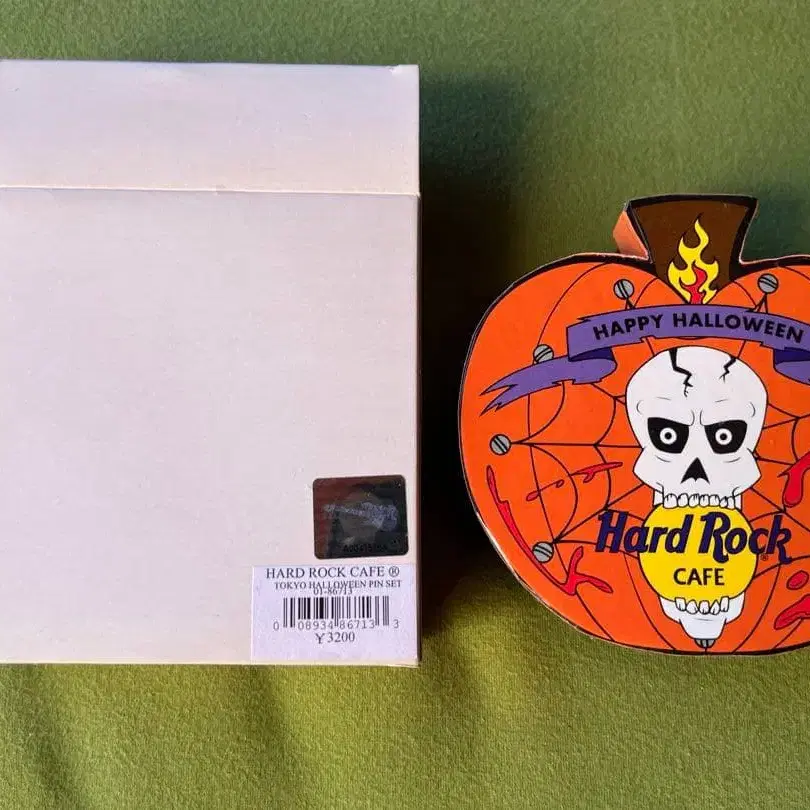 HARD ROCK CAFE ®
TOKYO HALLOWEEN PIN SET
01-86713
0 08934 86713 3
¥3200
HAPPY HALLOWEEN
Hard Rock®
CAFE